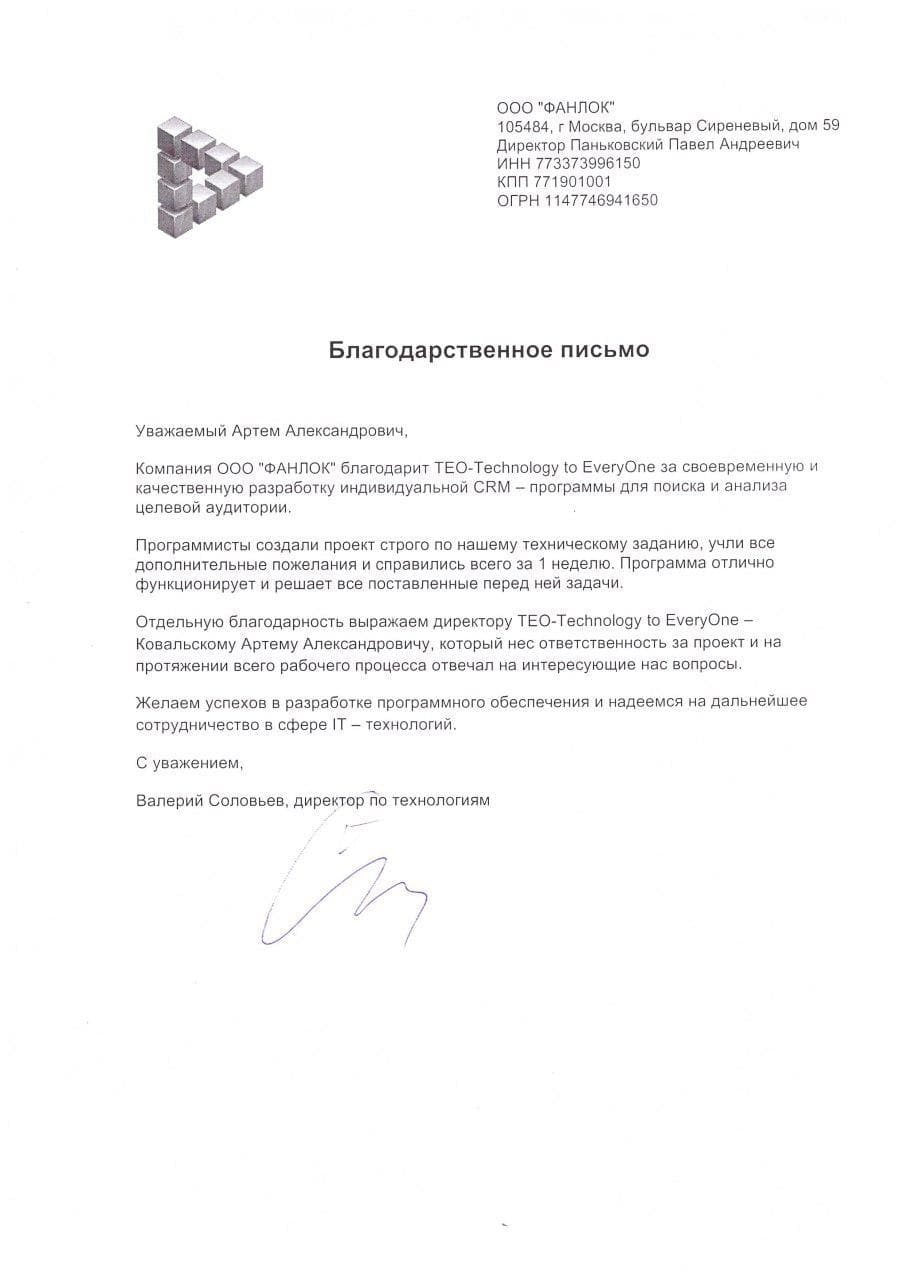 ООО "ФАНЛОК"
105484, г Москва, бульвар Сиреневый, дом 59
Директор Паньковский Павел Андреевич
ИНН 773373996150
КПП 771901001
ОГРН 1147746941650
Благодарственное письмо
Уважаемый Артем Александрович,
Компания ООО "ФАНЛОК" благодарит TEO-Technology to EveryOne за своевременную и
качественную разработку индивидуальной CRM – программы для поиска и анализа
целевой аудитории.
Программисты создали проект строго по нашему техническому заданию, учли все
дополнительные пожелания и справились всего за 1 неделю. Программа отлично
функционирует и решает все поставленные перед ней задачи.
Отдельную благодарность выражаем директору TEO-Technology to EveryOne –
Ковальскому Артему Александровичу, который нес ответственность за проект и на
протяжении всего рабочего процесса отвечал на интересующие нас вопросы.
Желаем успехов в разработке программного обеспечения и надеемся на дальнейшее
сотрудничество в сфере IT – технологий.
С уважением,
Валерий Соловьев, директор по технологиям